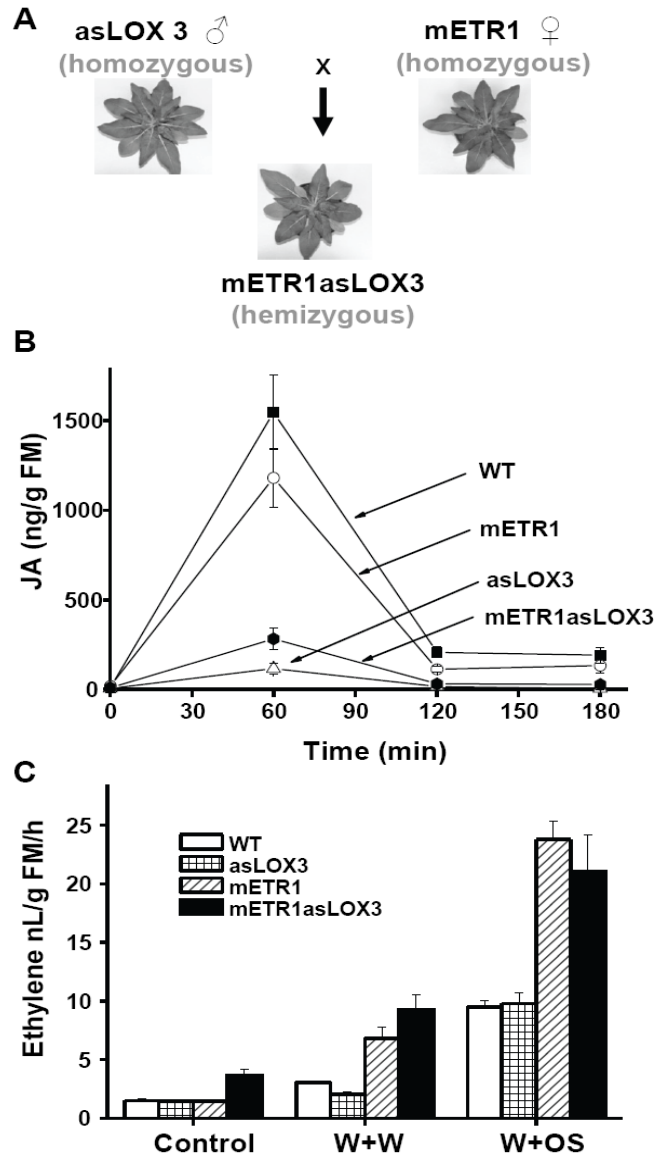 A
asLOX 3 ♂
(homozygous)
x
mETR1 ♀
(homozygous)
mETR1asLOX3
(hemizygous)
B
JA (ng/g FM)
1500
1000
500
0
WT
mETR1
asLOX3
mETR1asLOX3
0 30 60 90 120 150 180
Time (min)
C
Ethylene nL/g FM/h
25
20
15
10
5
0
WT
asLOX3
mETR1
mETR1asLOX3
Control W+W W+OS